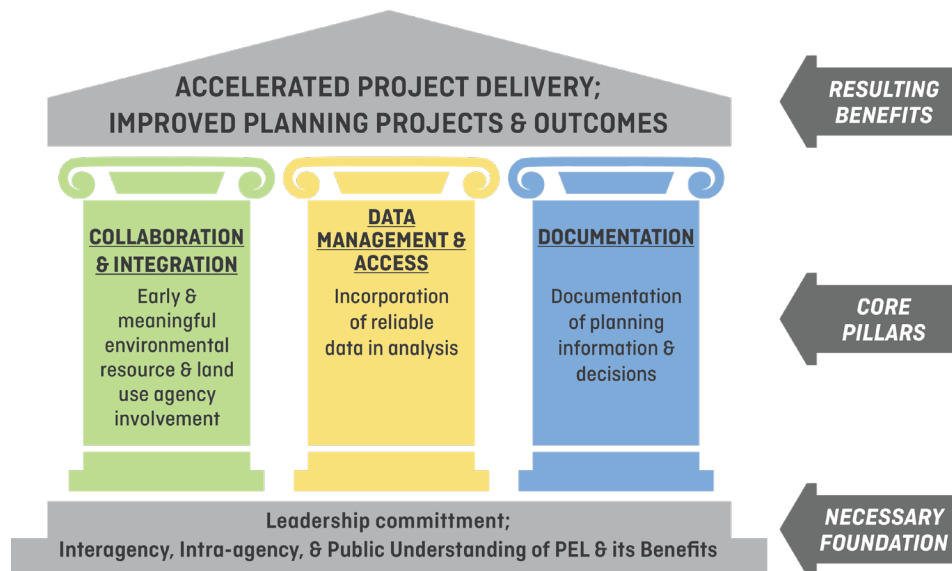 ACCELERATED PROJECT DELIVERY;
IMPROVED PLANNING PROJECTS & OUTCOMES
RESULTING
BENEFITS
COLLABORATION
& INTEGRATION
Early &
meaningful
environmental
resource & land
use agency
involvement
DATA
MANAGEMENT &
ACCESS
Incorporation
of reliable
data in analysis
DOCUMENTATION
Documentation
of planning
information &
decisions
CORE
PILLARS
Leadership committment;
Interagency, Intra-agency, & Public Understanding of PEL & its Benefits
NECESSARY
FOUNDATION